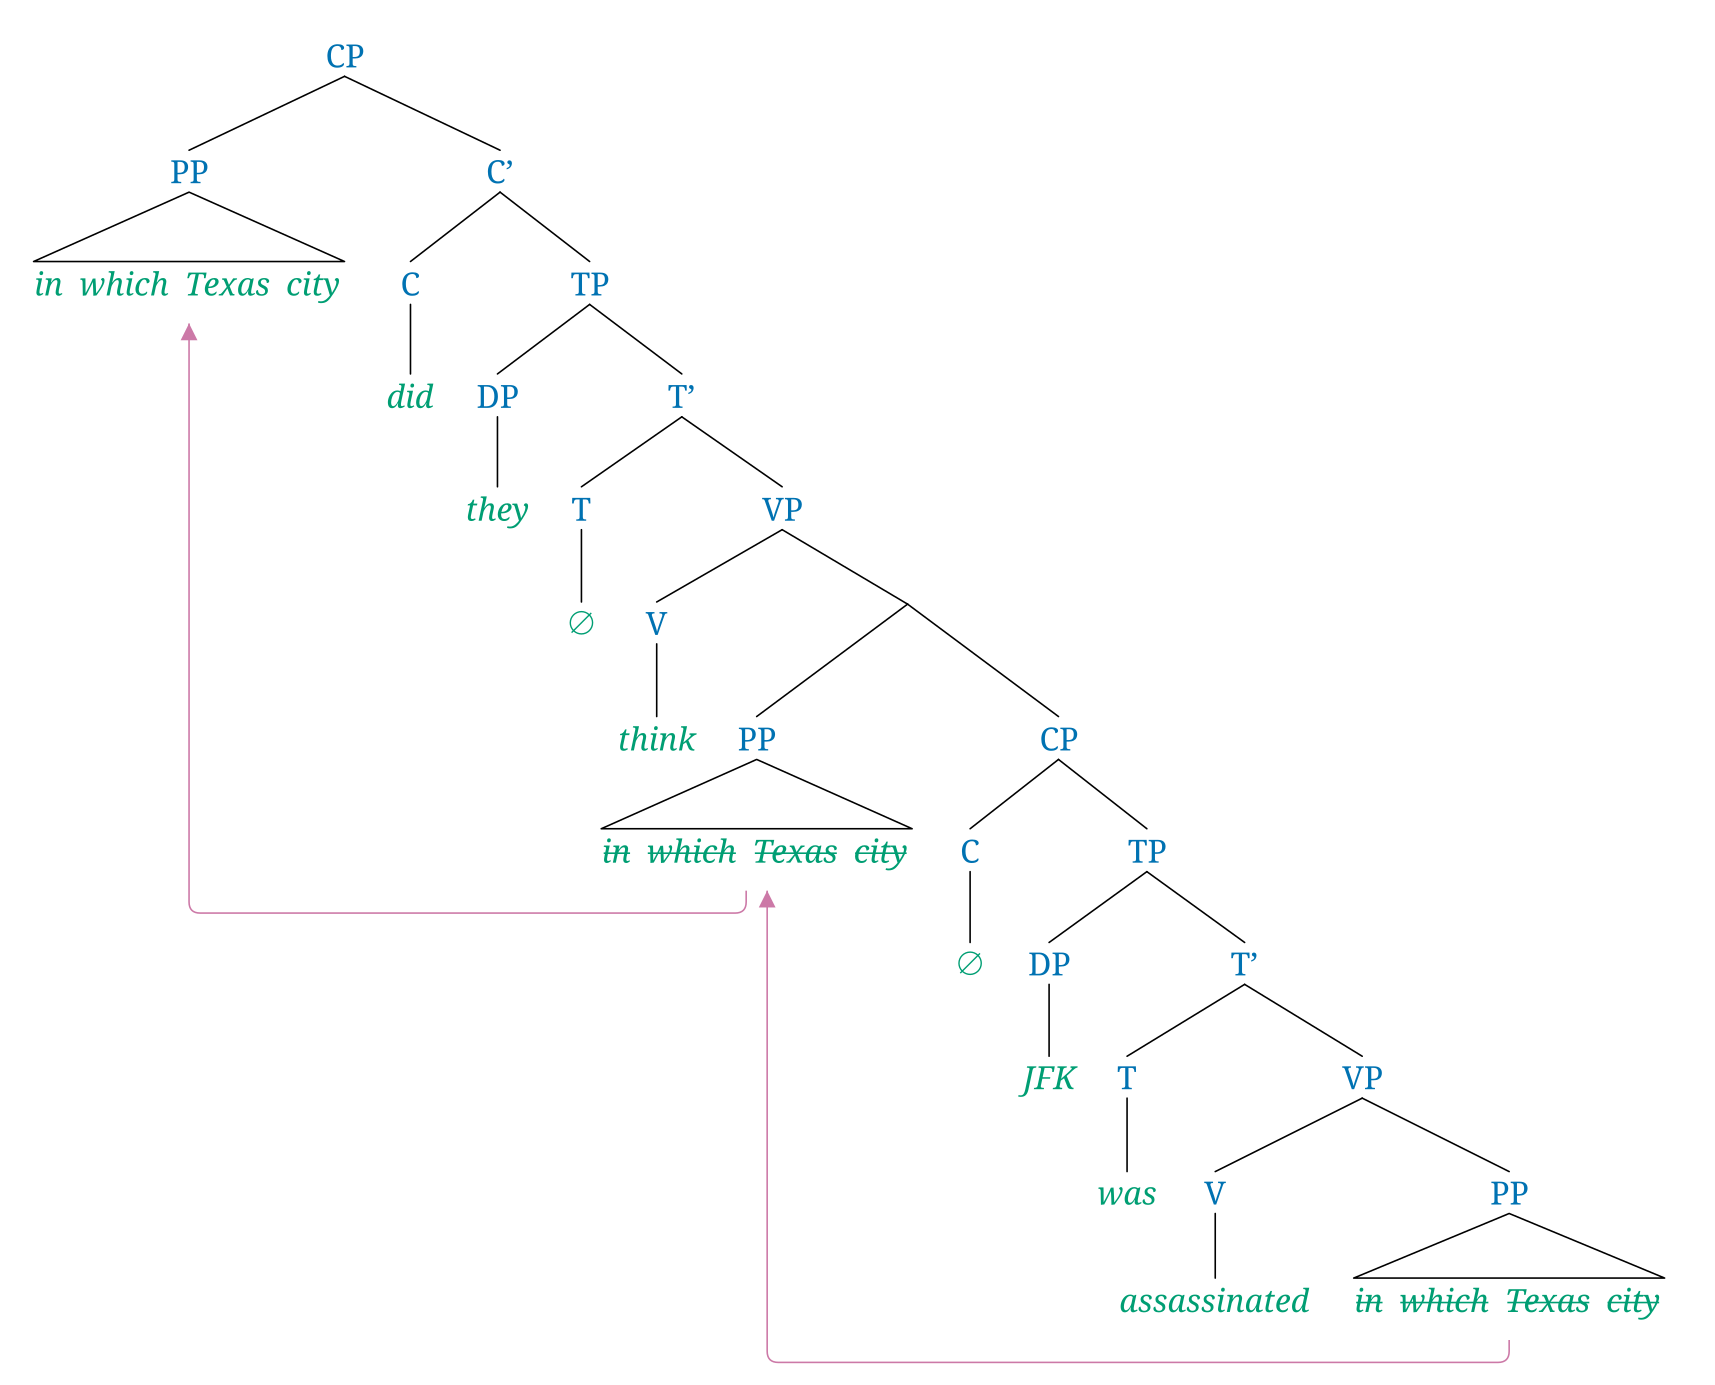 CP
PP C’
in which Texas city C TP
did DP T’
they T VP
∅ V
think PP CP
in which Texas city C TP
∅ DP T’
JFK T VP
was V PP
assassinated in which Texas city